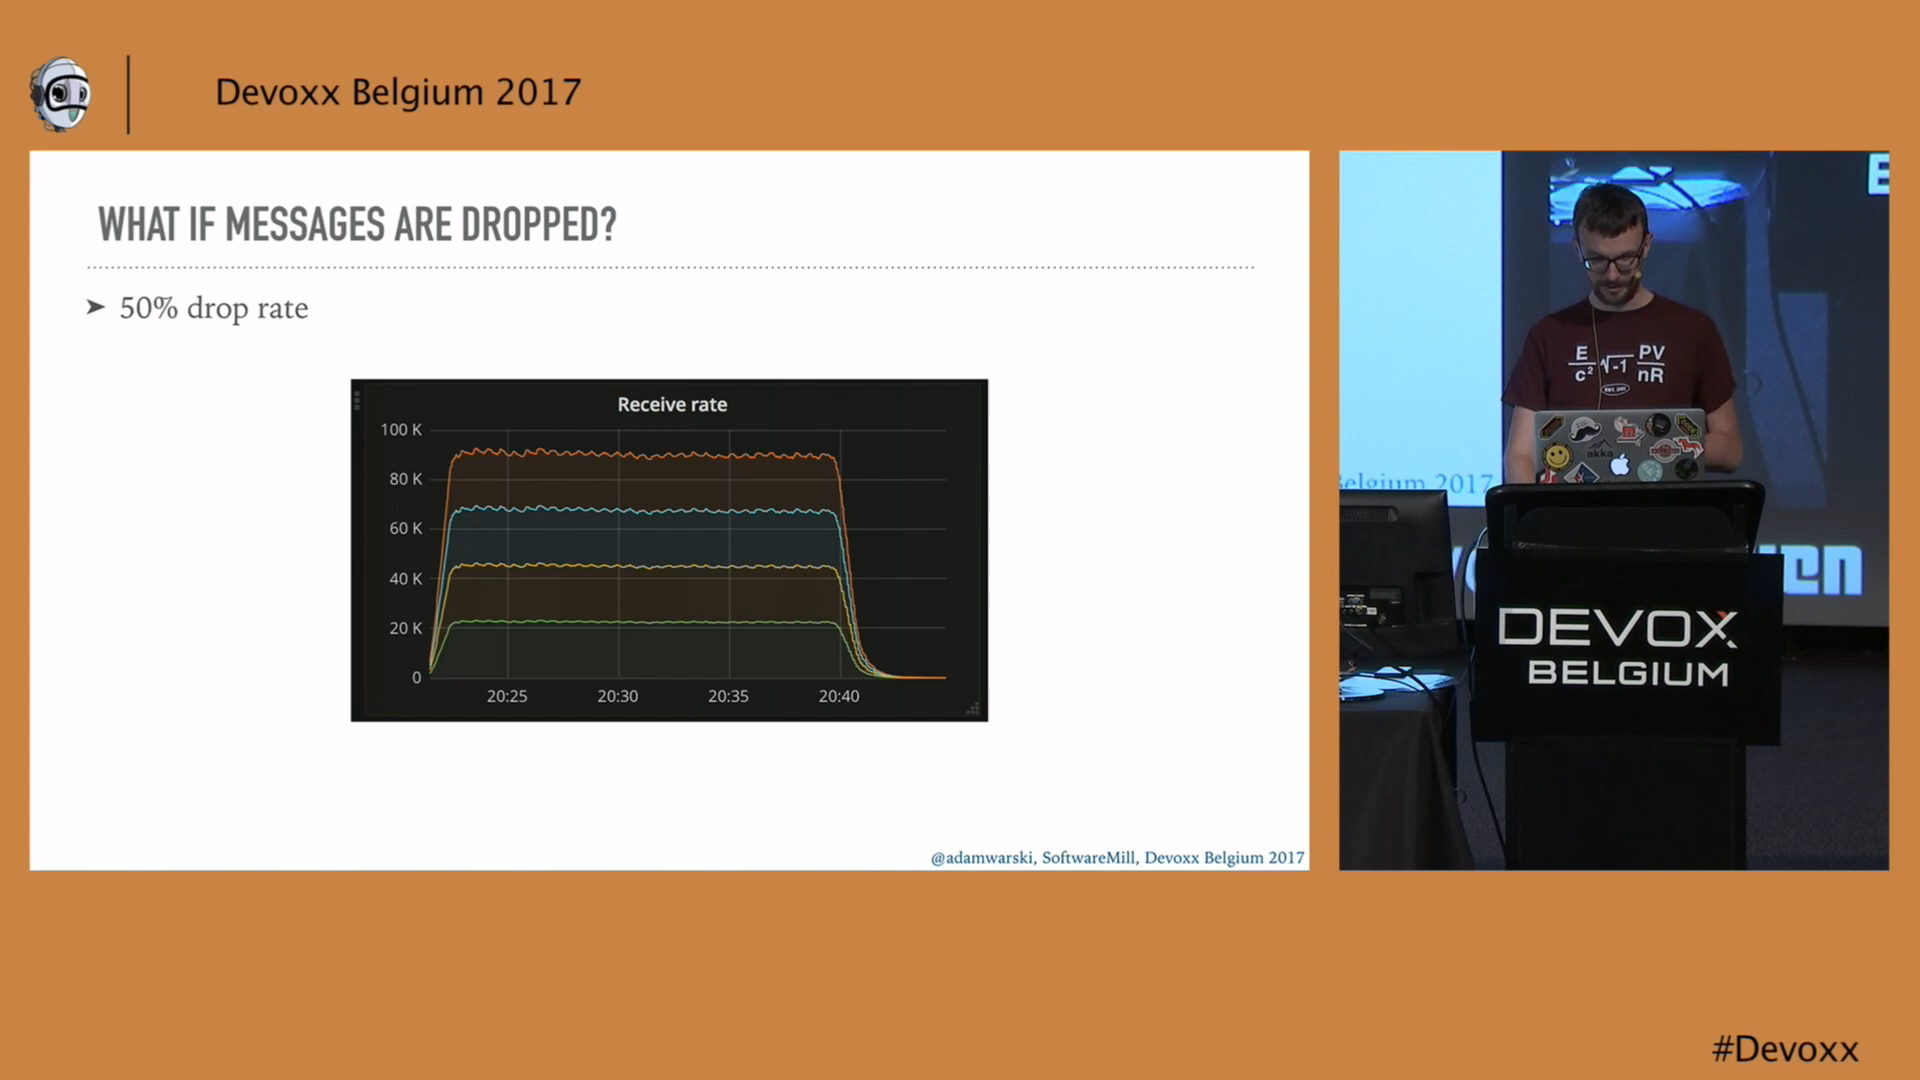 Devoxx Belgium 2017
WHAT IF MESSAGES ARE DROPPED?
➤ 50% drop rate
Receive rate
100 K
80 K
60 K
40 K
20 K
0
20:25 20:30 20:35 20:40
@adamwarski, SoftwareMill, Devoxx Belgium 2017
E
c²
√-1
PV
nR
akka
Belgium 2017
DEVOXX
BELGIUM
#Devoxx